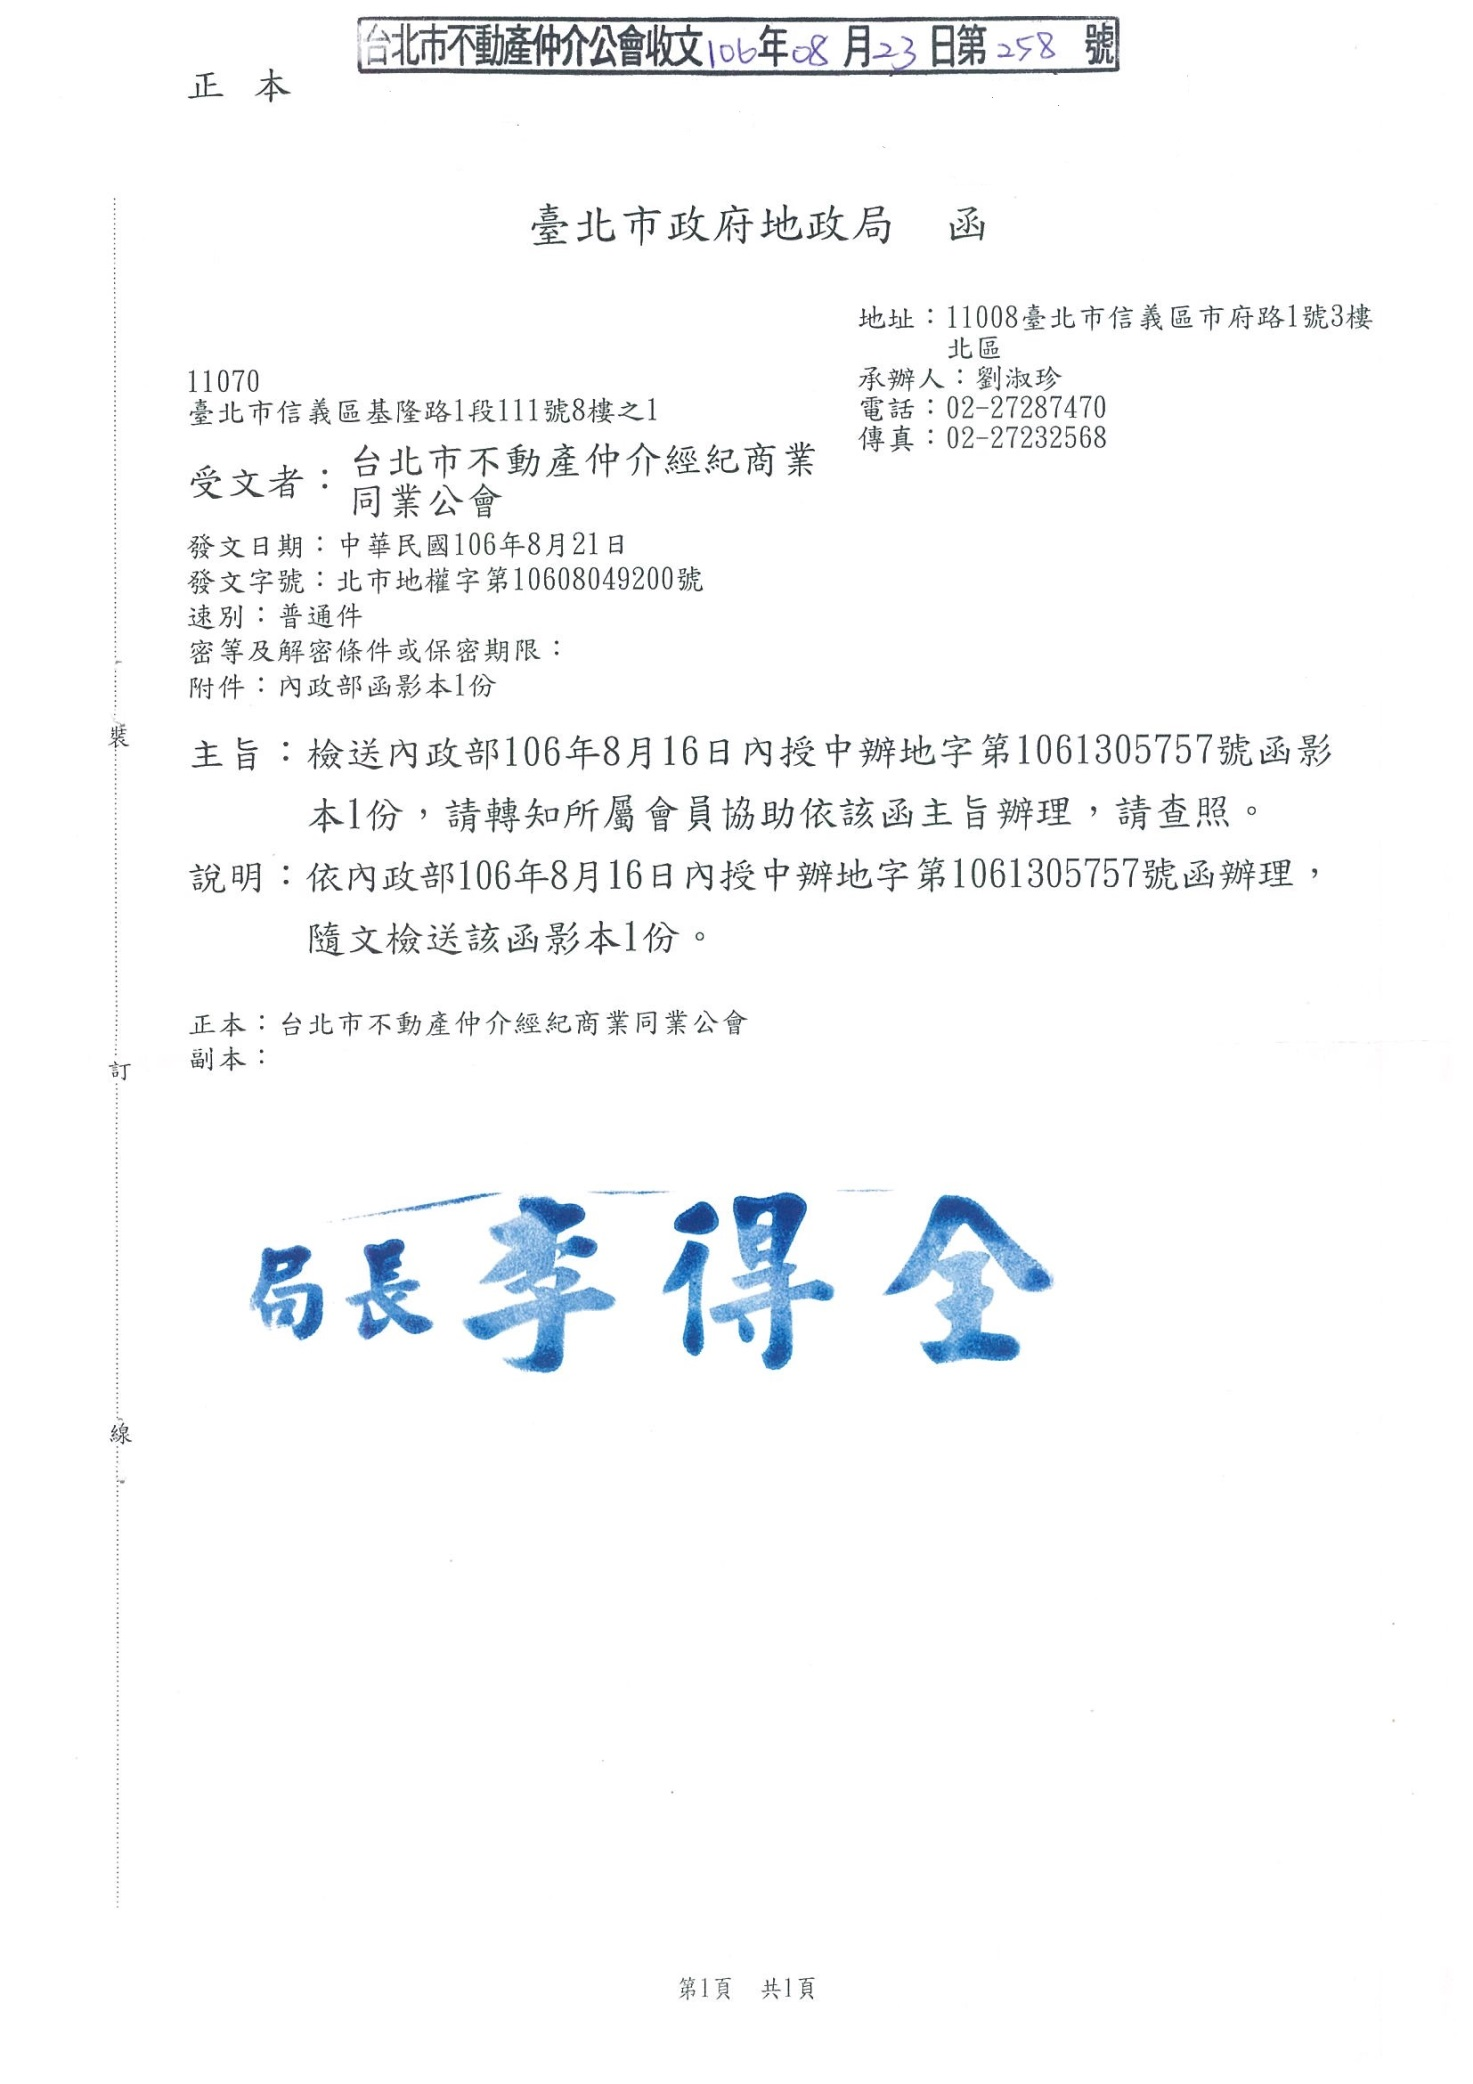 台北市不動產仲介公會收文106年08月23日第258 號
正 本
臺北市政府地政局 函
地址：11008臺北市信義區市府路1號3樓
北區
承辦人：劉淑珍
電話：02-27287470
傳真：02-27232568
11070
臺北市信義區基隆路1段111號8樓之1
受文者：台北市不動產仲介經紀商業
同業公會
發文日期：中華民國106年8月21日
發文字號：北市地權字第10608049200號
速別：普通件
密等及解密條件或保密期限：
附件：內政部函影本1份
主旨：檢送內政部106年8月16日內授中辦地字第1061305757號函影
本1份，請轉知所屬會員協助依該函主旨辦理，請查照。
說明：依內政部106年8月16日內授中辦地字第1061305757號函辦理，
隨文檢送該函影本1份。
正本：台北市不動產仲介經紀商業同業公會
副本：
局長李得全
裝
訂
線
第1頁 共1頁